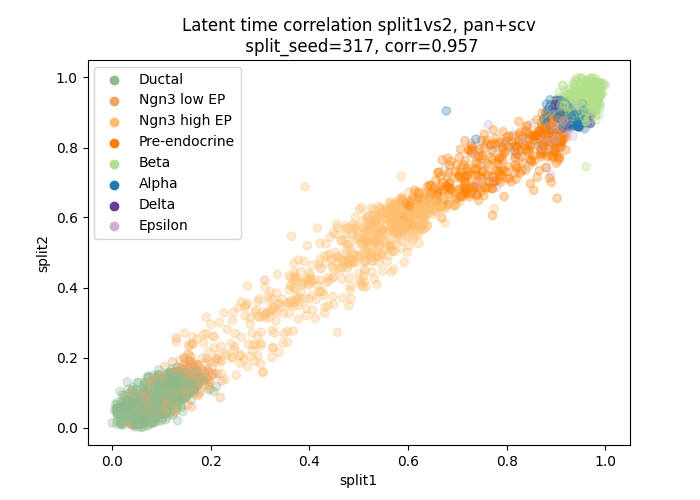 Latent time correlation split1vs2, pan+scv
split_seed=317, corr=0.957
1.0
0.8
0.6
0.4
0.2
0.0
split2
Ductal
Ngn3 low EP
Ngn3 high EP
Pre-endocrine
Beta
Alpha
Delta
Epsilon
0.0 0.2 0.4 0.6 0.8 1.0
split1